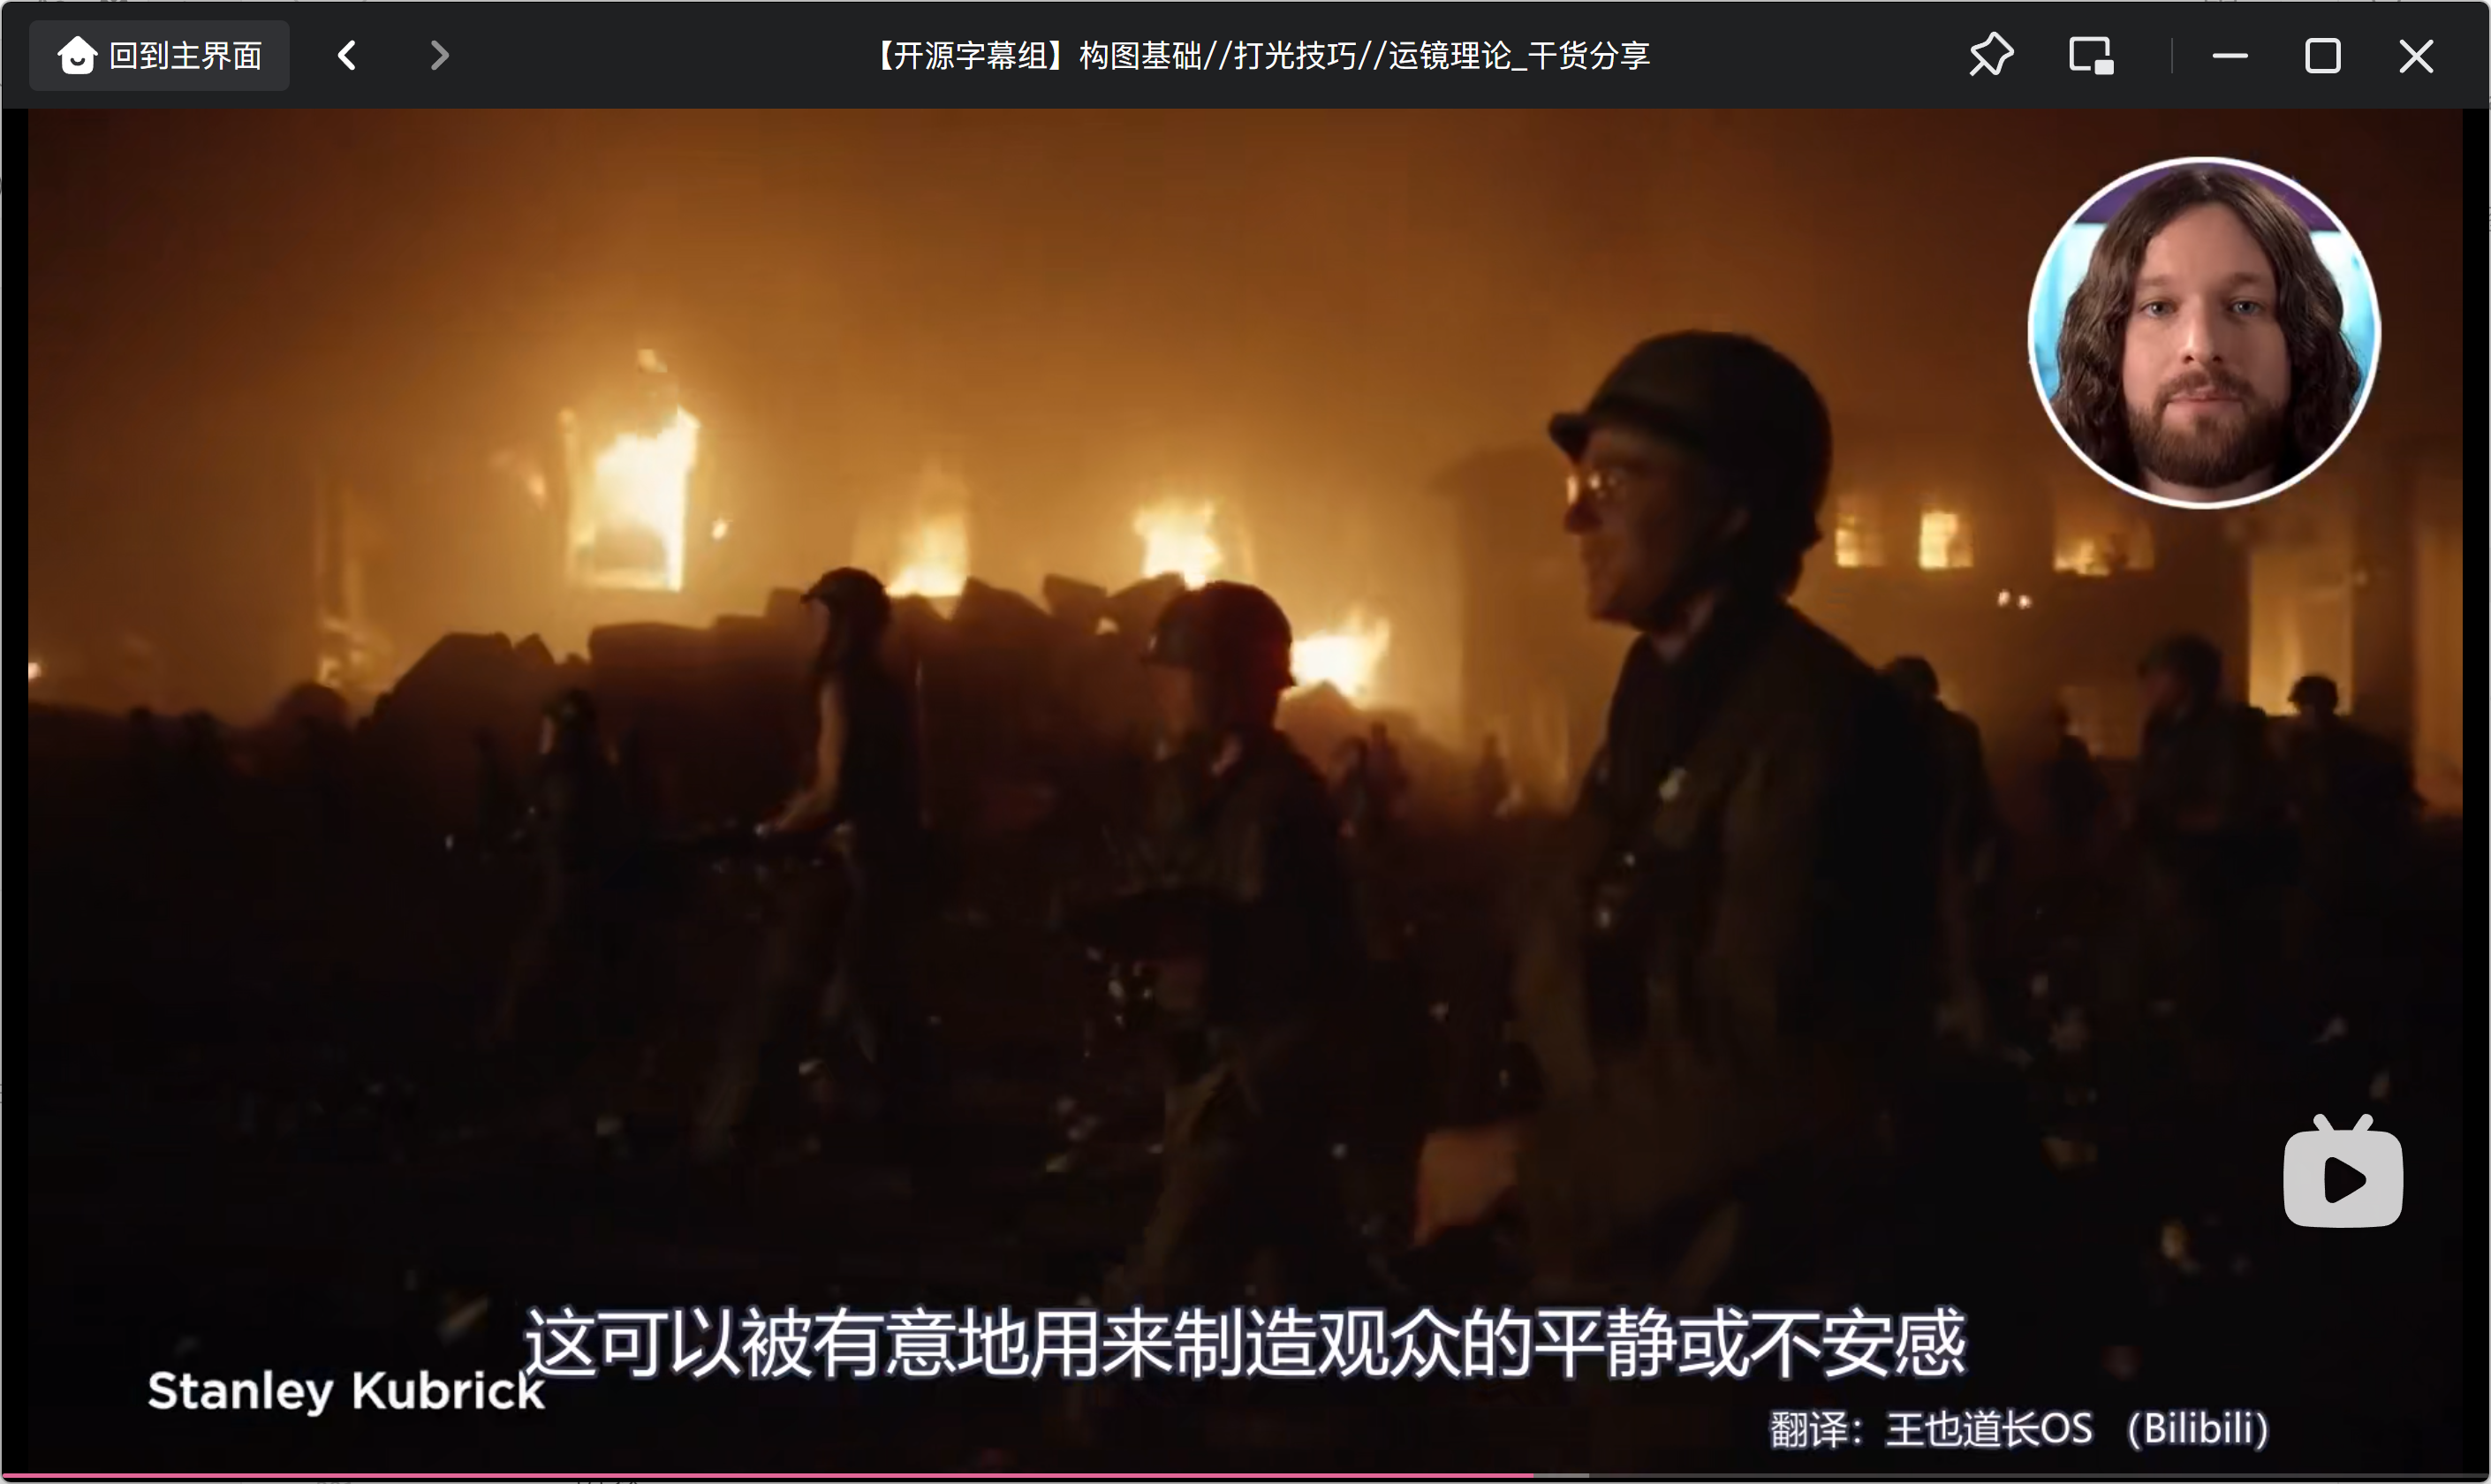 回到主界面
【开源字幕组】构图基础//打光技巧//运镜理论_干货分享
这可以被有意地用来制造观众的平静或不安感
Stanley Kubrick
翻译：王也道长OS （Bilibili）